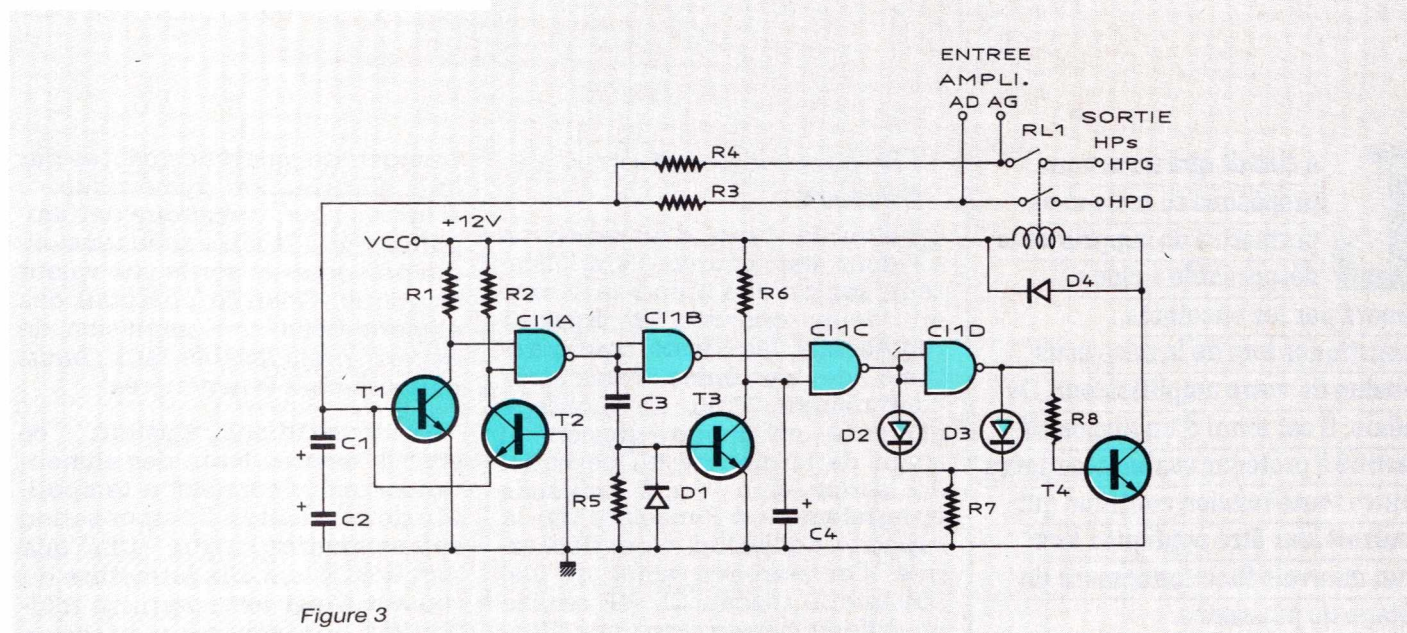 ENTREE
AMPLI.
AD AG
RL1
SORTIE
HPs
HPG
HPD
R4
R3
+12V
VCC
R1
R2
R6
D4
CI1A
CI1B
CI1C
CI1D
T1
T2
C3
T3
D2
D3
R8
C1
+
C2
+
R5
D1
+
C4
R7
T4
Figure 3